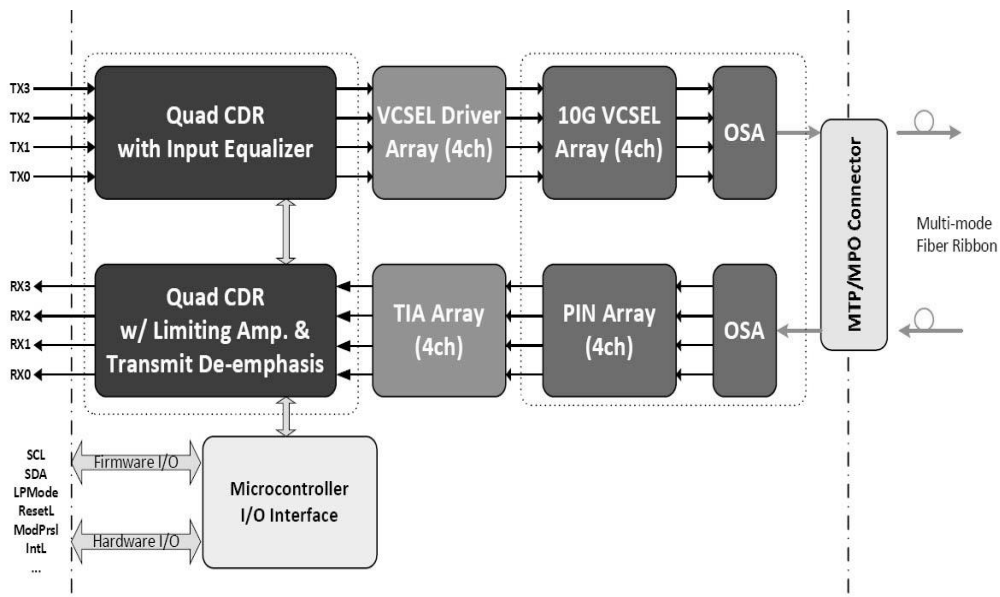 TX3
TX2
TX1
TX0
Quad CDR
with Input Equalizer
VCSEL Driver
Array (4ch)
10G VCSEL
Array (4ch)
OSA
MTP/MPO Connector
Multi-mode
Fiber Ribbon
RX3
RX2
RX1
RX0
Quad CDR
w/ Limiting Amp. &
Transmit De-emphasis
TIA Array
(4ch)
PIN Array
(4ch)
OSA
SCL
SDA
LPMode
ResetL
ModPrsl
IntL
...
Firmware I/O
Hardware I/O
Microcontroller
I/O Interface